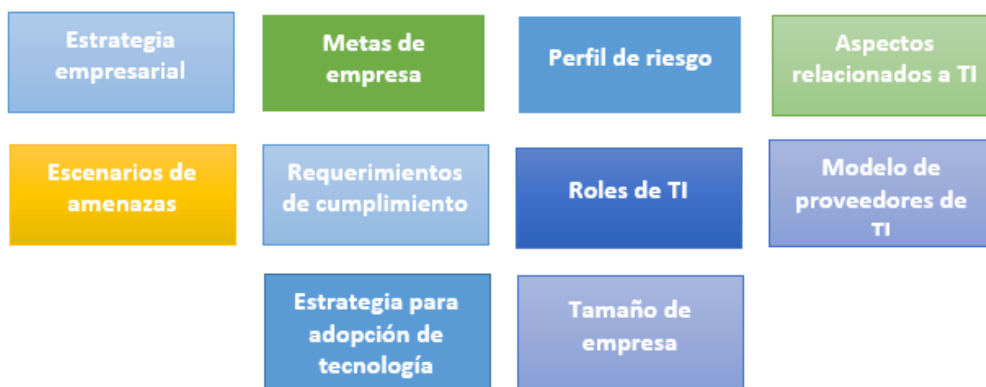 Estrategia
empresarial
Metas de
empresa
Perfil de riesgo
Aspectos
relacionados a TI
Escenarios de
amenazas
Requerimientos
de cumplimiento
Roles de TI
Modelo de
proveedores de
TI
Estrategia para
adopción de
tecnología
Tamaño de
empresa